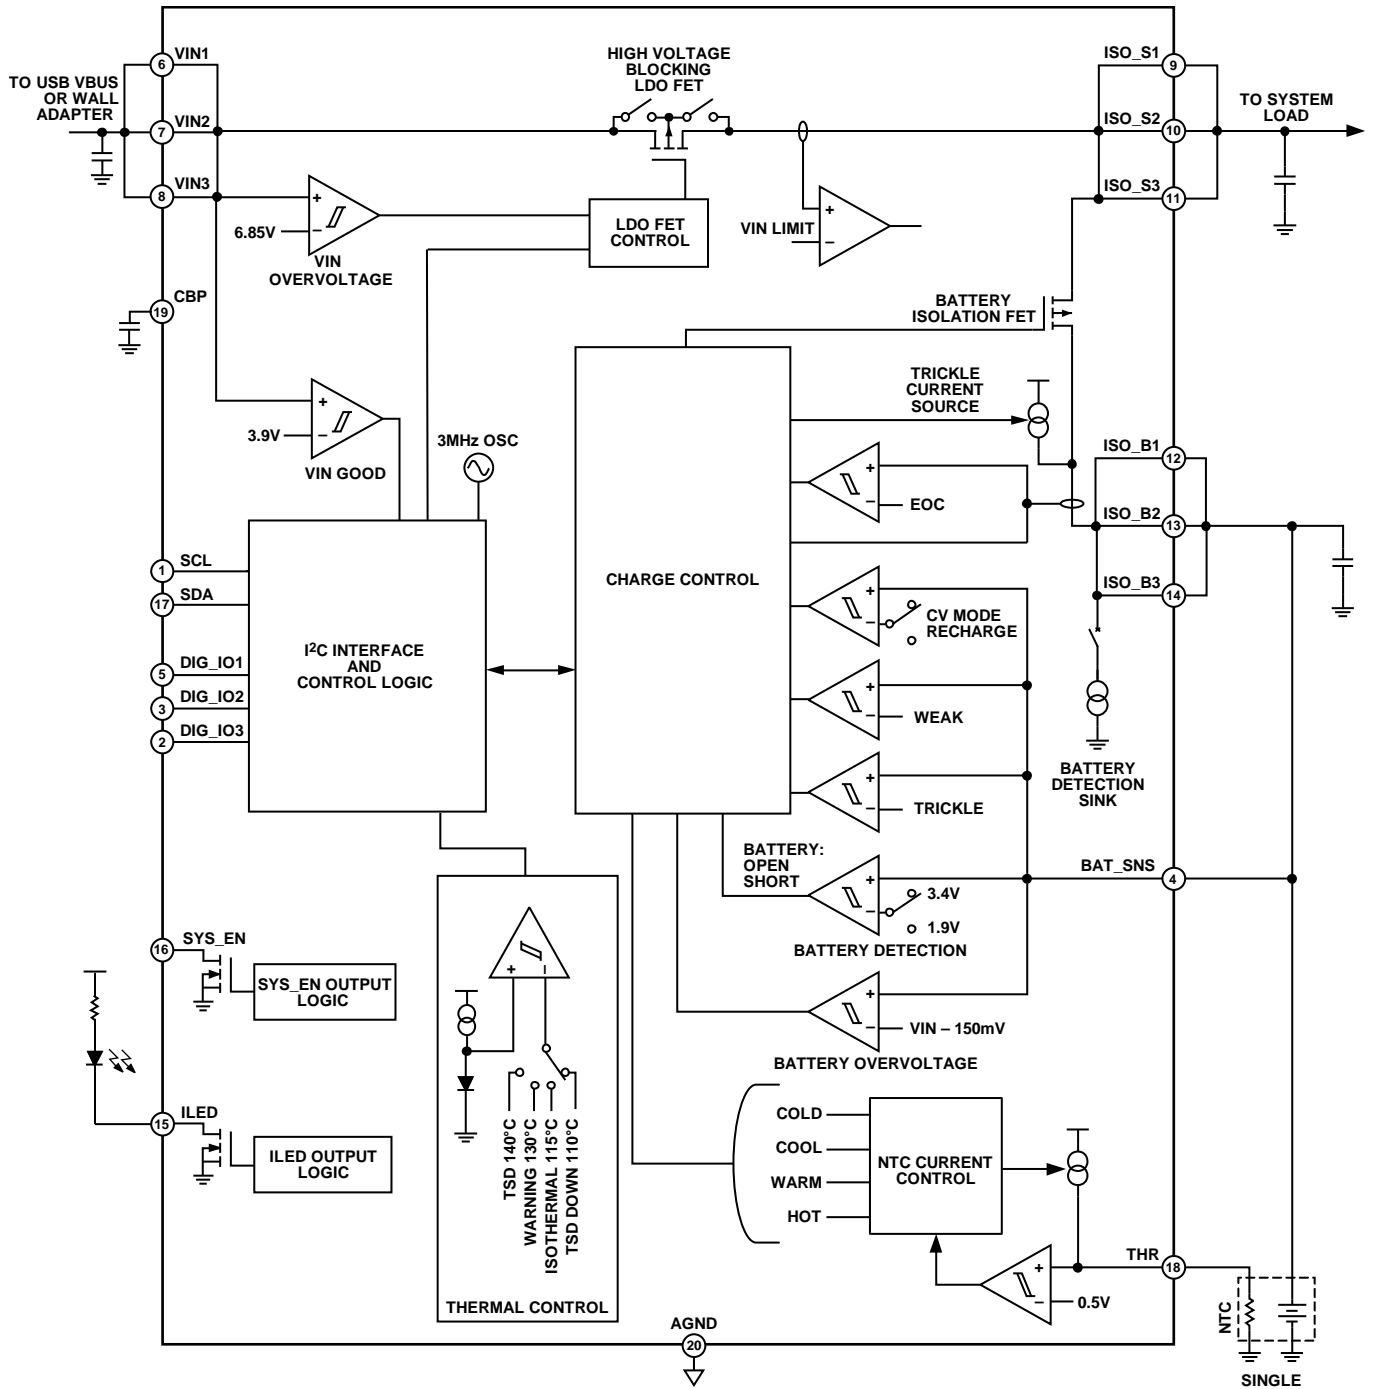 HIGH VOLTAGE
BLOCKING
LDO FET
TO USB VBUS
OR WALL
ADAPTER
6
VIN1
7
VIN2
8
VIN3
ISO_S1
9
ISO_S2
10
ISO_S3
11
TO SYSTEM
LOAD
+
–
6.85V
VIN
OVERVOLTAGE
LDO FET
CONTROL
VIN LIMIT
+
–
19
CBP
BATTERY
ISOLATION FET
+
–
3.9V
VIN GOOD
3MHz OSC
TRICKLE
CURRENT
SOURCE
+
–
EOC
ISO_B1
12
ISO_B2
13
ISO_B3
14
1
SCL
17
SDA
5
DIG_IO1
3
DIG_IO2
2
DIG_IO3
I2C INTERFACE
AND
CONTROL LOGIC
CHARGE CONTROL
+
–
CV MODE
RECHARGE
+
–
WEAK
+
–
TRICKLE
BATTERY
DETECTION
SINK
BATTERY:
OPEN
SHORT
+
–
3.4V
1.9V
BATTERY DETECTION
BAT_SNS
4
+
–
VIN – 150mV
BATTERY OVERVOLTAGE
16
SYS_EN
SYS_EN OUTPUT
LOGIC
15
ILED
ILED OUTPUT
LOGIC
+
–
TSD 140°C
WARNING 130°C
ISOTHERMAL 115°C
TSD DOWN 110°C
THERMAL CONTROL
COLD
COOL
WARM
HOT
NTC CURRENT
CONTROL
+
–
0.5V
THR
18
NTC
SINGLE
AGND
20